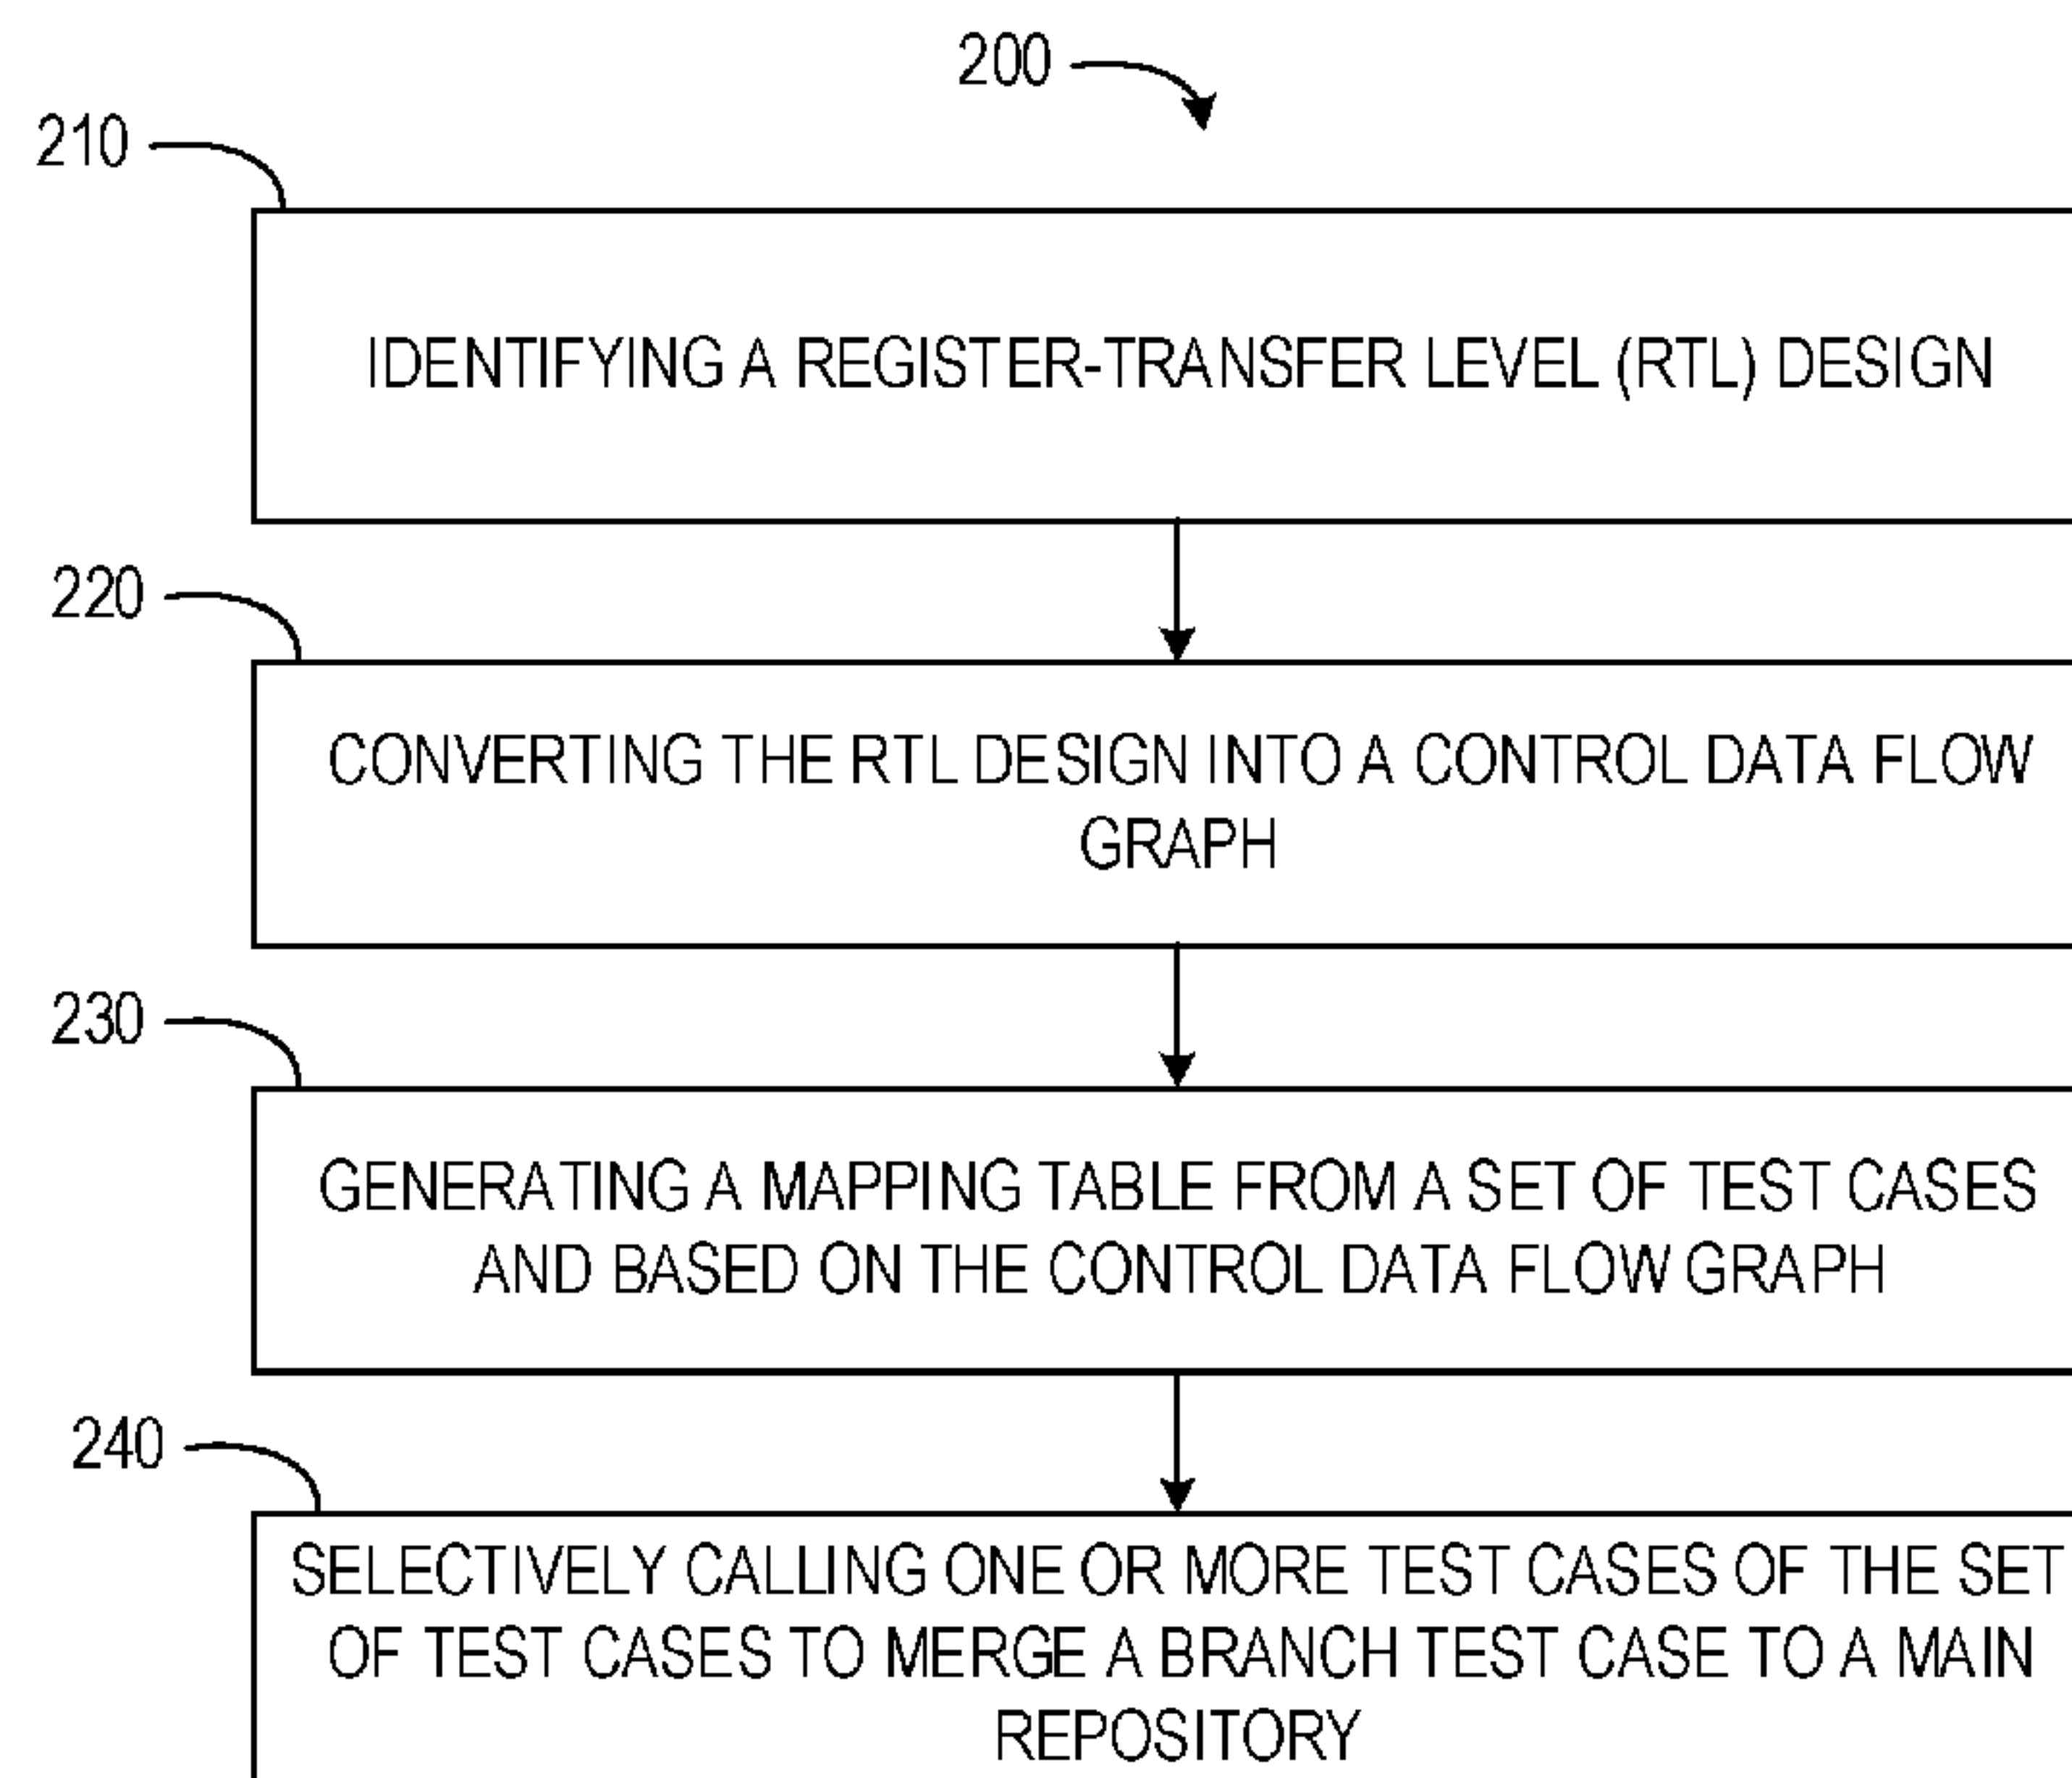 200
210
IDENTIFYING A REGISTER-TRANSFER LEVEL (RTL) DESIGN
220
CONVERTING THE RTL DESIGN INTO A CONTROL DATA FLOW
GRAPH
230
GENERATING A MAPPING TABLE FROM A SET OF TEST CASES
AND BASED ON THE CONTROL DATA FLOW GRAPH
240
SELECTIVELY CALLING ONE OR MORE TEST CASES OF THE SET
OF TEST CASES TO MERGE A BRANCH TEST CASE TO A MAIN
REPOSITORY